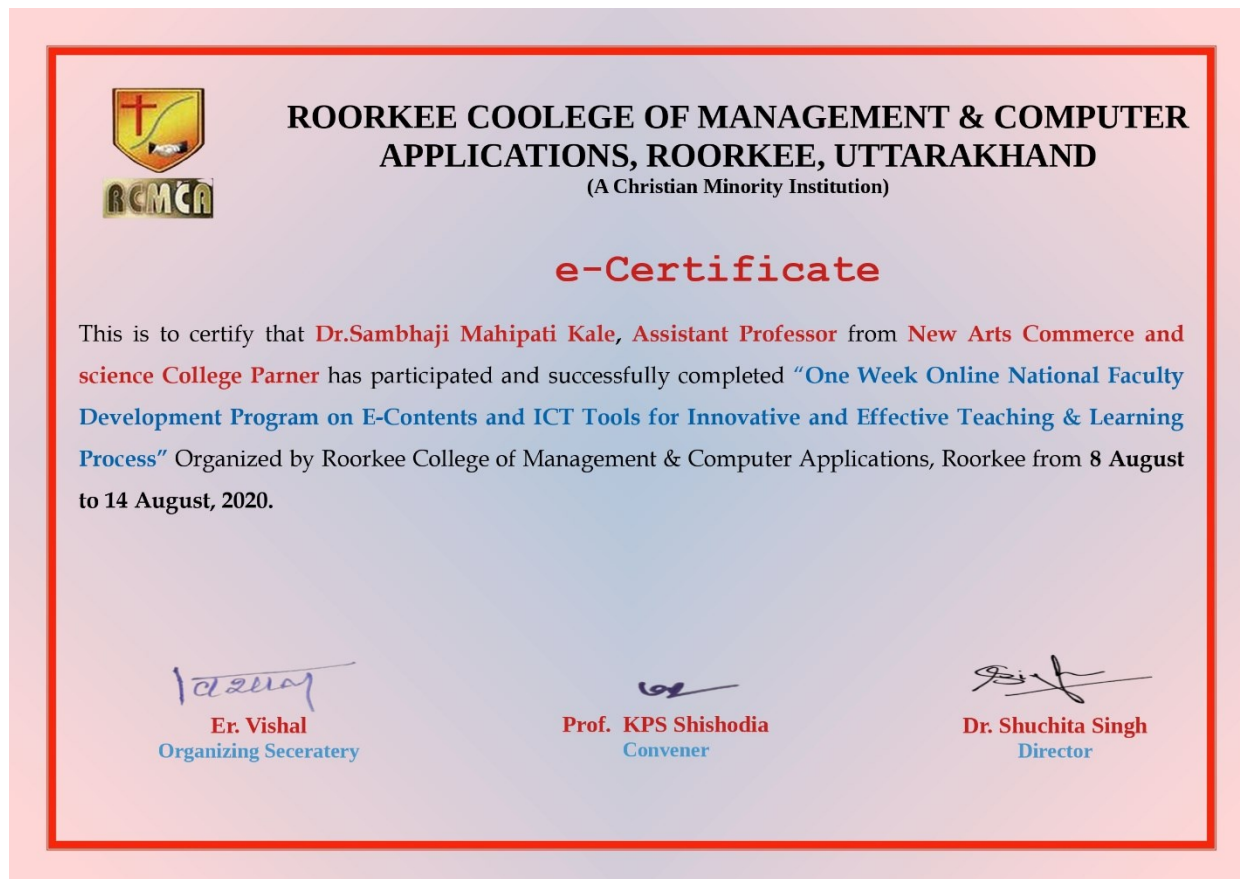 RCMCA
ROORKEE COOLEGE OF MANAGEMENT & COMPUTER
APPLICATIONS, ROORKEE, UTTARAKHAND
(A Christian Minority Institution)
e-Certificate
This is to certify that Dr.Sambhaji Mahipati Kale, Assistant Professor from New Arts Commerce and
science College Parner has participated and successfully completed “One Week Online National Faculty
Development Program on E-Contents and ICT Tools for Innovative and Effective Teaching & Learning
Process” Organized by Roorkee College of Management & Computer Applications, Roorkee from 8 August
to 14 August, 2020.
Er. Vishal
Organizing Seceratery
Prof. KPS Shishodia
Convener
Dr. Shuchita Singh
Director